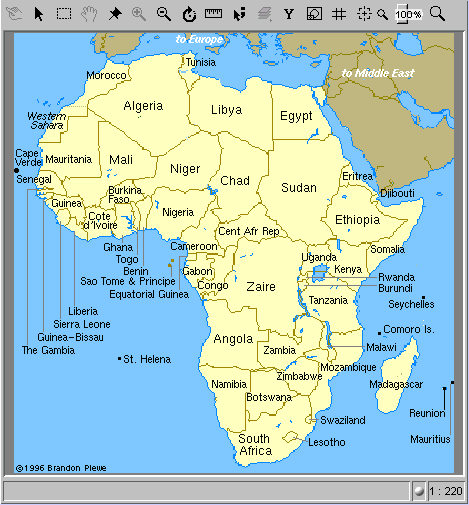 Y
100%
to Europe
to Middle East
Tunisia
Morocco
Algeria
Libya
Egypt
Western
Sahara
Cape
Verde
Mauritania
Mali
Niger
Chad
Sudan
Eritrea
Djibouti
Senegal
Guinea
Burkina
Faso
Nigeria
Cote
d'Ivoire
Ethiopia
Cent Afr Rep
Somalia
Ghana
Togo
Benin
Sao Tome & Principe
Equatorial Guinea
Cameroon
Gabon
Congo
Zaire
Uganda
Kenya
Rwanda
Burundi
Tanzania
Seychelles
Liberia
Sierra Leone
Guinea-Bissau
The Gambia
St. Helena
Angola
Zambia
Comoro Is.
Malawi
Mozambique
Zimbabwe
Madagascar
Namibia
Botswana
Reunion
Mauritius
Swaziland
Lesotho
South
Africa
©1996 Brandon Plewe
1 : 220